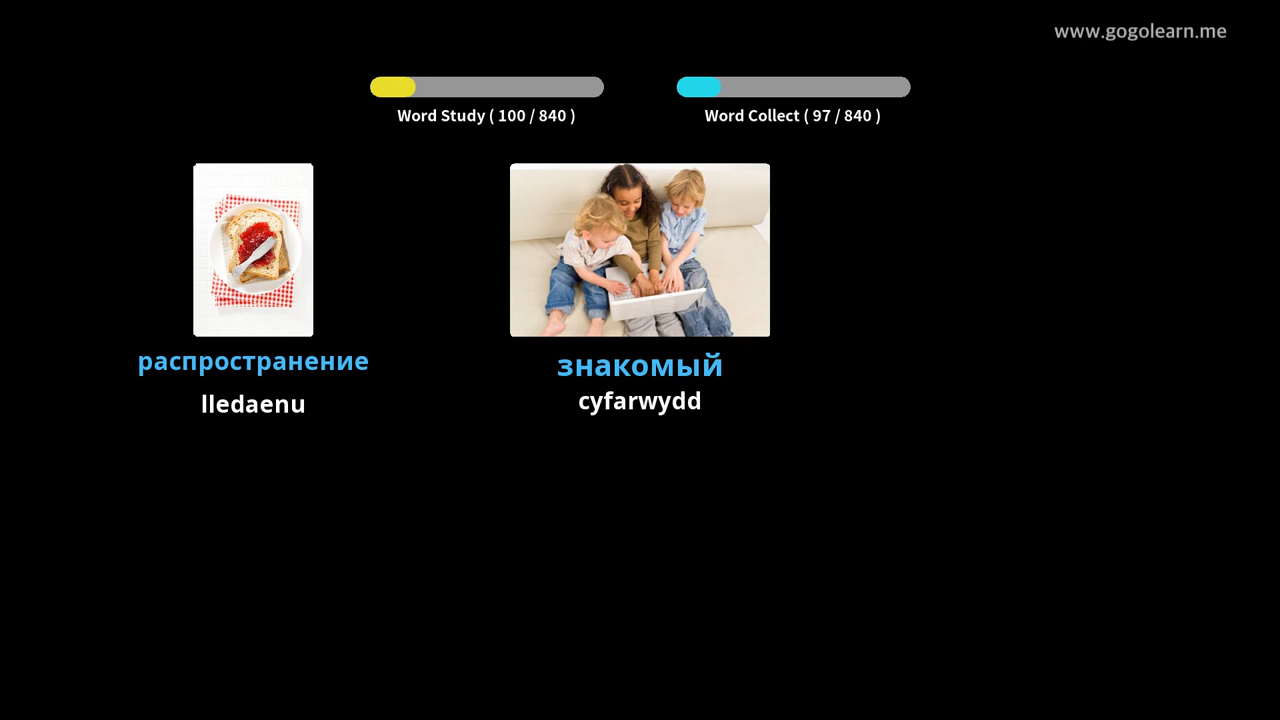 www.gogolearn.me
Word Study ( 100 / 840 )
Word Collect ( 97 / 840 )
распространение
lledaenu
знакомый
cyfarwydd